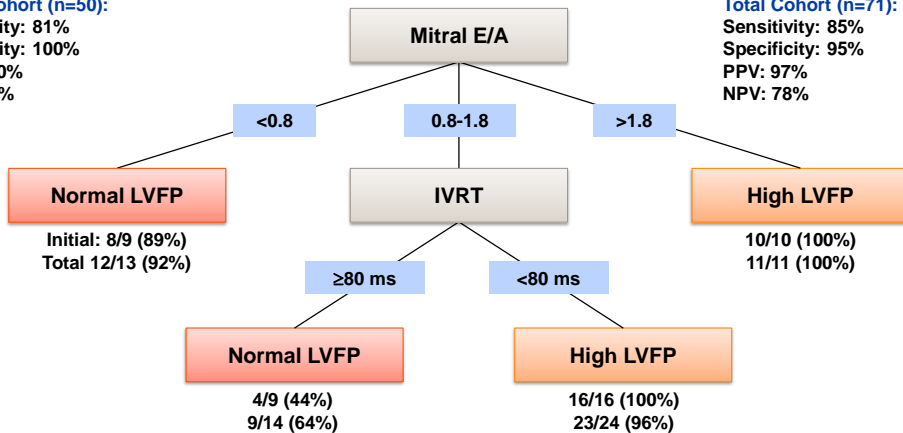 ohort (n=50):
ity: 81%
ity: 100%
0%
%
Total Cohort (n=71):
Sensitivity: 85%
Specificity: 95%
PPV: 97%
NPV: 78%
Mitral E/A
<0.8
0.8-1.8
>1.8
Normal LVFP
IVRT
High LVFP
Initial: 8/9 (89%)
Total 12/13 (92%)
10/10 (100%)
11/11 (100%)
≥80 ms
<80 ms
Normal LVFP
High LVFP
4/9 (44%)
9/14 (64%)
16/16 (100%)
23/24 (96%)